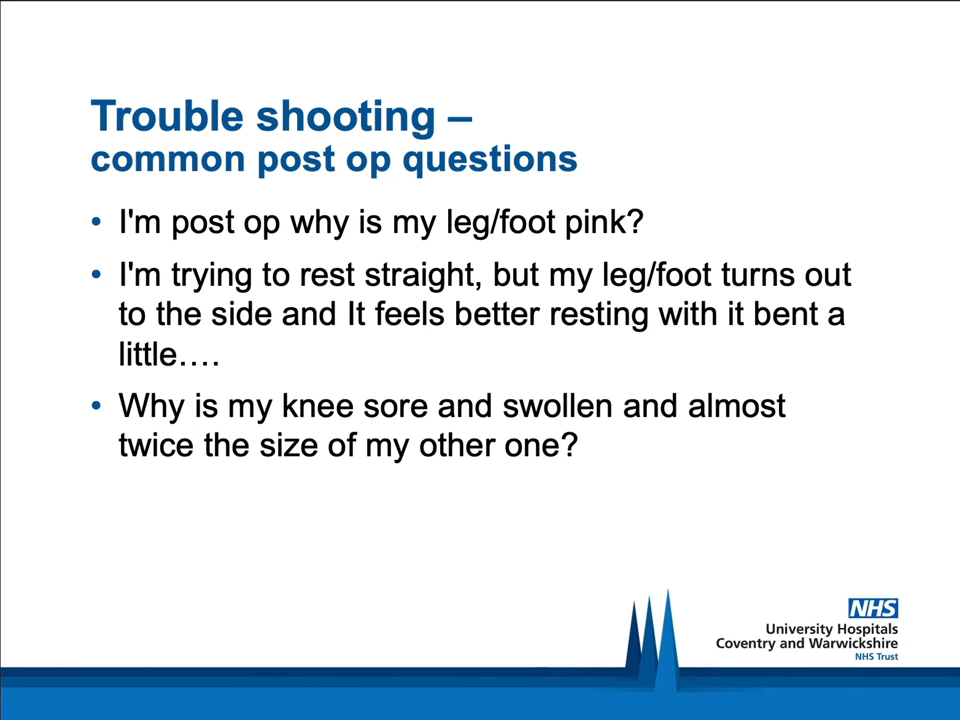 Trouble shooting –
common post op questions
• I'm post op why is my leg/foot pink?
• I'm trying to rest straight, but my leg/foot turns out
to the side and It feels better resting with it bent a
little….
• Why is my knee sore and swollen and almost
twice the size of my other one?
NHS
University Hospitals
Coventry and Warwickshire
NHS Trust